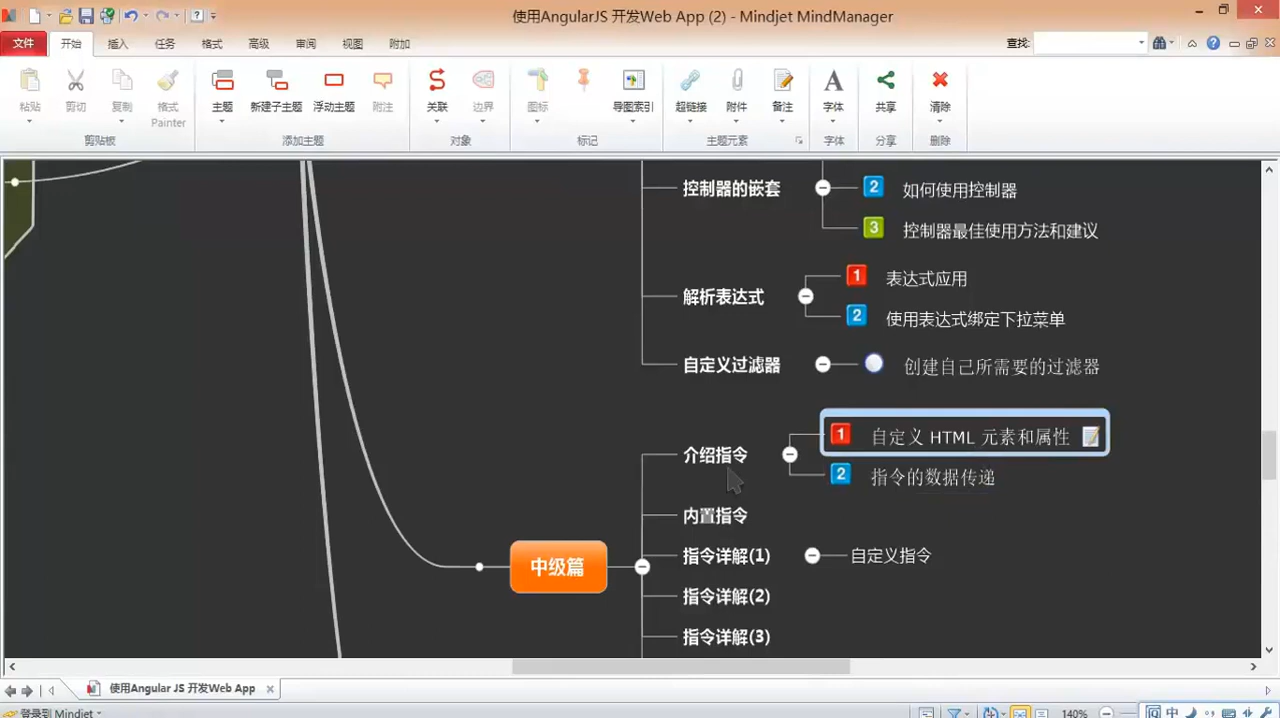 使用AngularJS 开发Web App (2) - Mindjet MindManager
文件 开始 插入 任务 格式 高级 审阅 视图 附加 查找:
粘贴 剪切 复制 格式 Painter 主题 新建子主题 浮动主题 附注 关联 边界 图标 导图索引 超链接 附件 备注 字体 共享 清除
剪贴板 添加主题 对象 标记 主题元素 字体 分享 删除
控制器的嵌套
2 如何使用控制器
3 控制器最佳使用方法和建议
解析表达式
1 表达式应用
2 使用表达式绑定下拉菜单
自定义过滤器
创建自己所需要的过滤器
中级篇
介绍指令
1 自定义 HTML 元素和属性
2 指令的数据传递
内置指令
指令详解(1)
自定义指令
指令详解(2)
指令详解(3)
使用Angular JS 开发Web App
登录到 Mindjet
140%
中